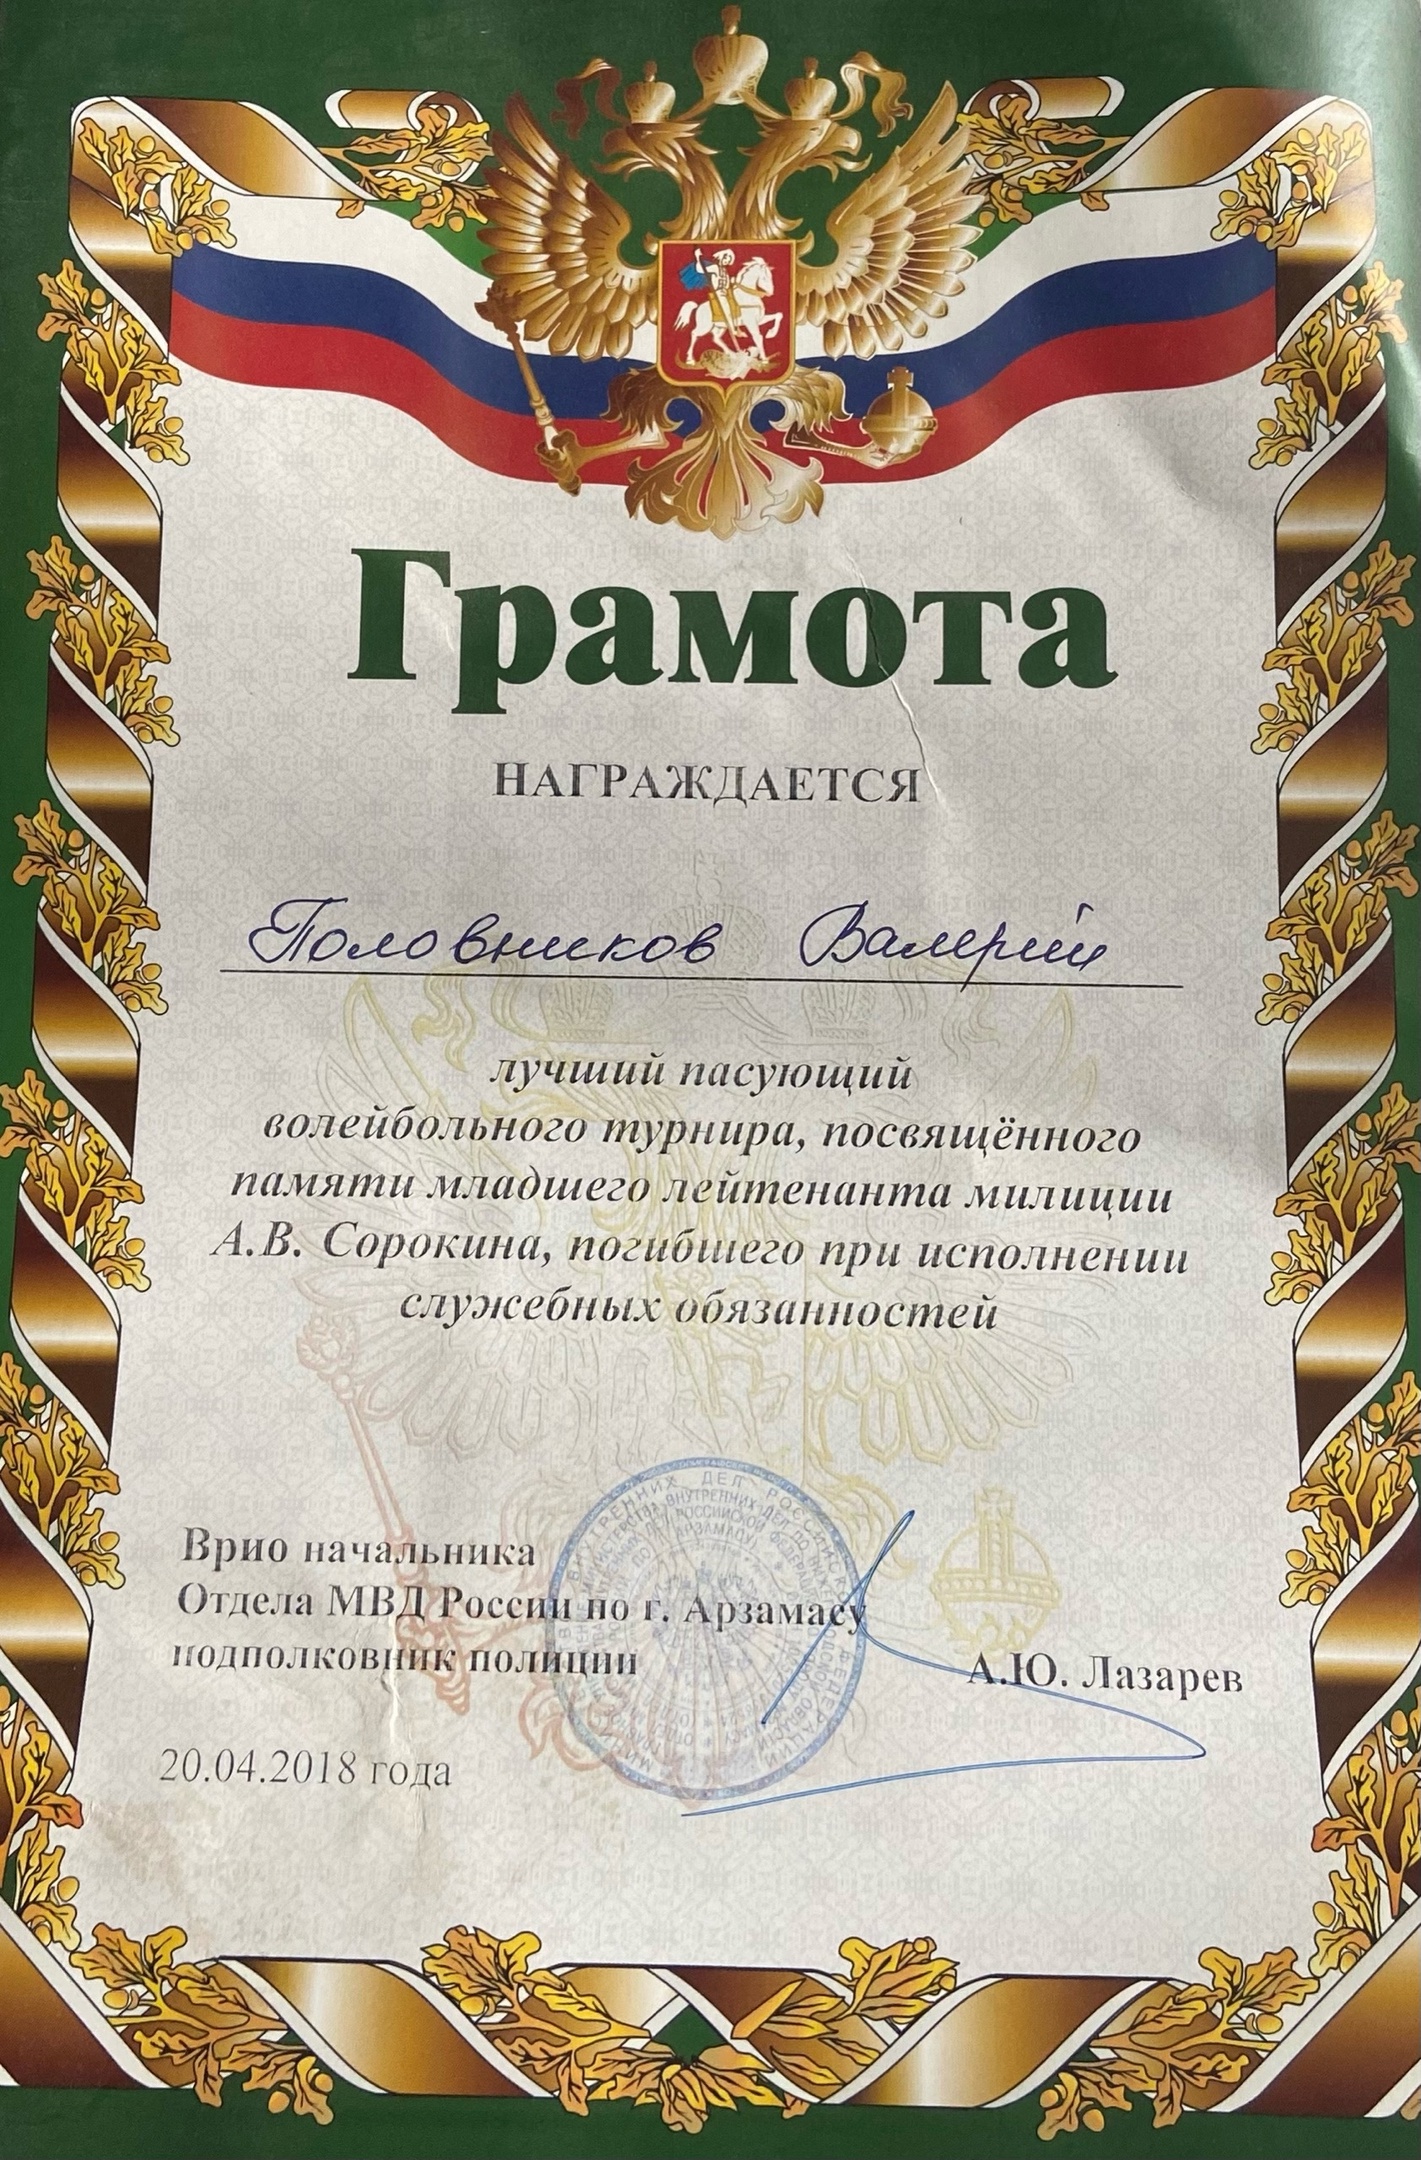 Грамота
НАГРАЖДАЕТСЯ
Половников Валерий
лучший пасующий
волейбольного турнира, посвящённого
памяти младшего лейтенанта милиции
А.В. Сорокина, погибшего при исполнении
служебных обязанностей
Врио начальника
Отдела МВД России по г. Арзамасу
подполковник полиции
А.Ю. Лазарев
20.04.2018 года